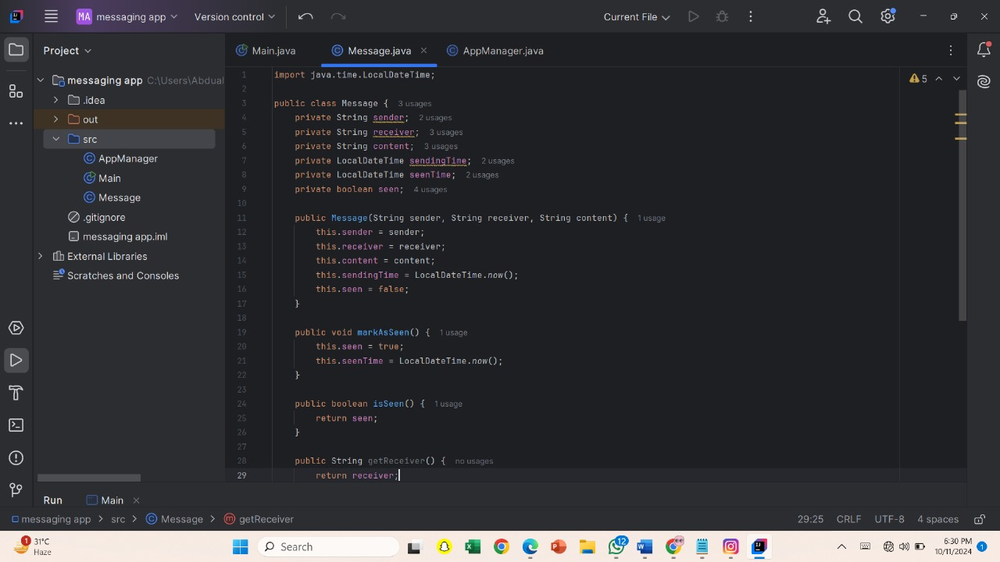 MA messaging app Version control Current File
Project
Main.java Message.java AppManager.java
messaging app C:\Users\Abdual
.idea
out
src
AppManager
Main
Message
.gitignore
messaging app.iml
External Libraries
Scratches and Consoles
5
1 import java.time.LocalDateTime;
2
3 public class Message { 3 usages
4 private String sender; 2 usages
5 private String receiver; 3 usages
6 private String content; 3 usages
7 private LocalDateTime sendingTime; 2 usages
8 private LocalDateTime seenTime; 2 usages
9 private boolean seen; 4 usages
10
11 public Message(String sender, String receiver, String content) { 1 usage
12 this.sender = sender;
13 this.receiver = receiver;
14 this.content = content;
15 this.sendingTime = LocalDateTime.now();
16 this.seen = false;
17 }
18
19 public void markAsSeen() { 1 usage
20 this.seen = true;
21 this.seenTime = LocalDateTime.now();
22 }
23
24 public boolean isSeen() { 1 usage
25 return seen;
26 }
27
28 public String getReceiver() { no usages
29 return receiver;
Run Main
messaging app > src > Message > getReceiver 29:25 CRLF UTF-8 4 spaces
1 31°C
Haze
Search
12
6:30 PM
10/11/2024
1